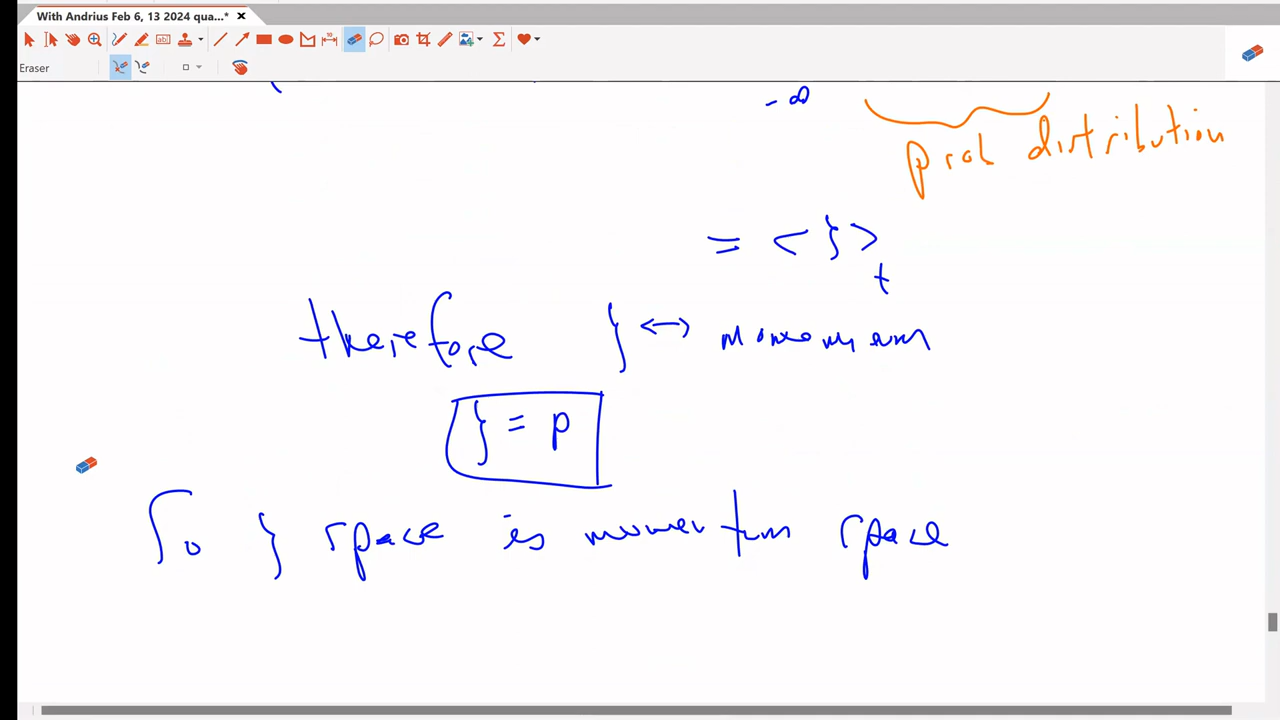 With Andrius Feb 6, 13 2024 qua...*
Eraser
- ∞
prob distribution
= < ξ >
t
therefore ξ ↔ momentum
ξ = p
So ξ space is momentum space